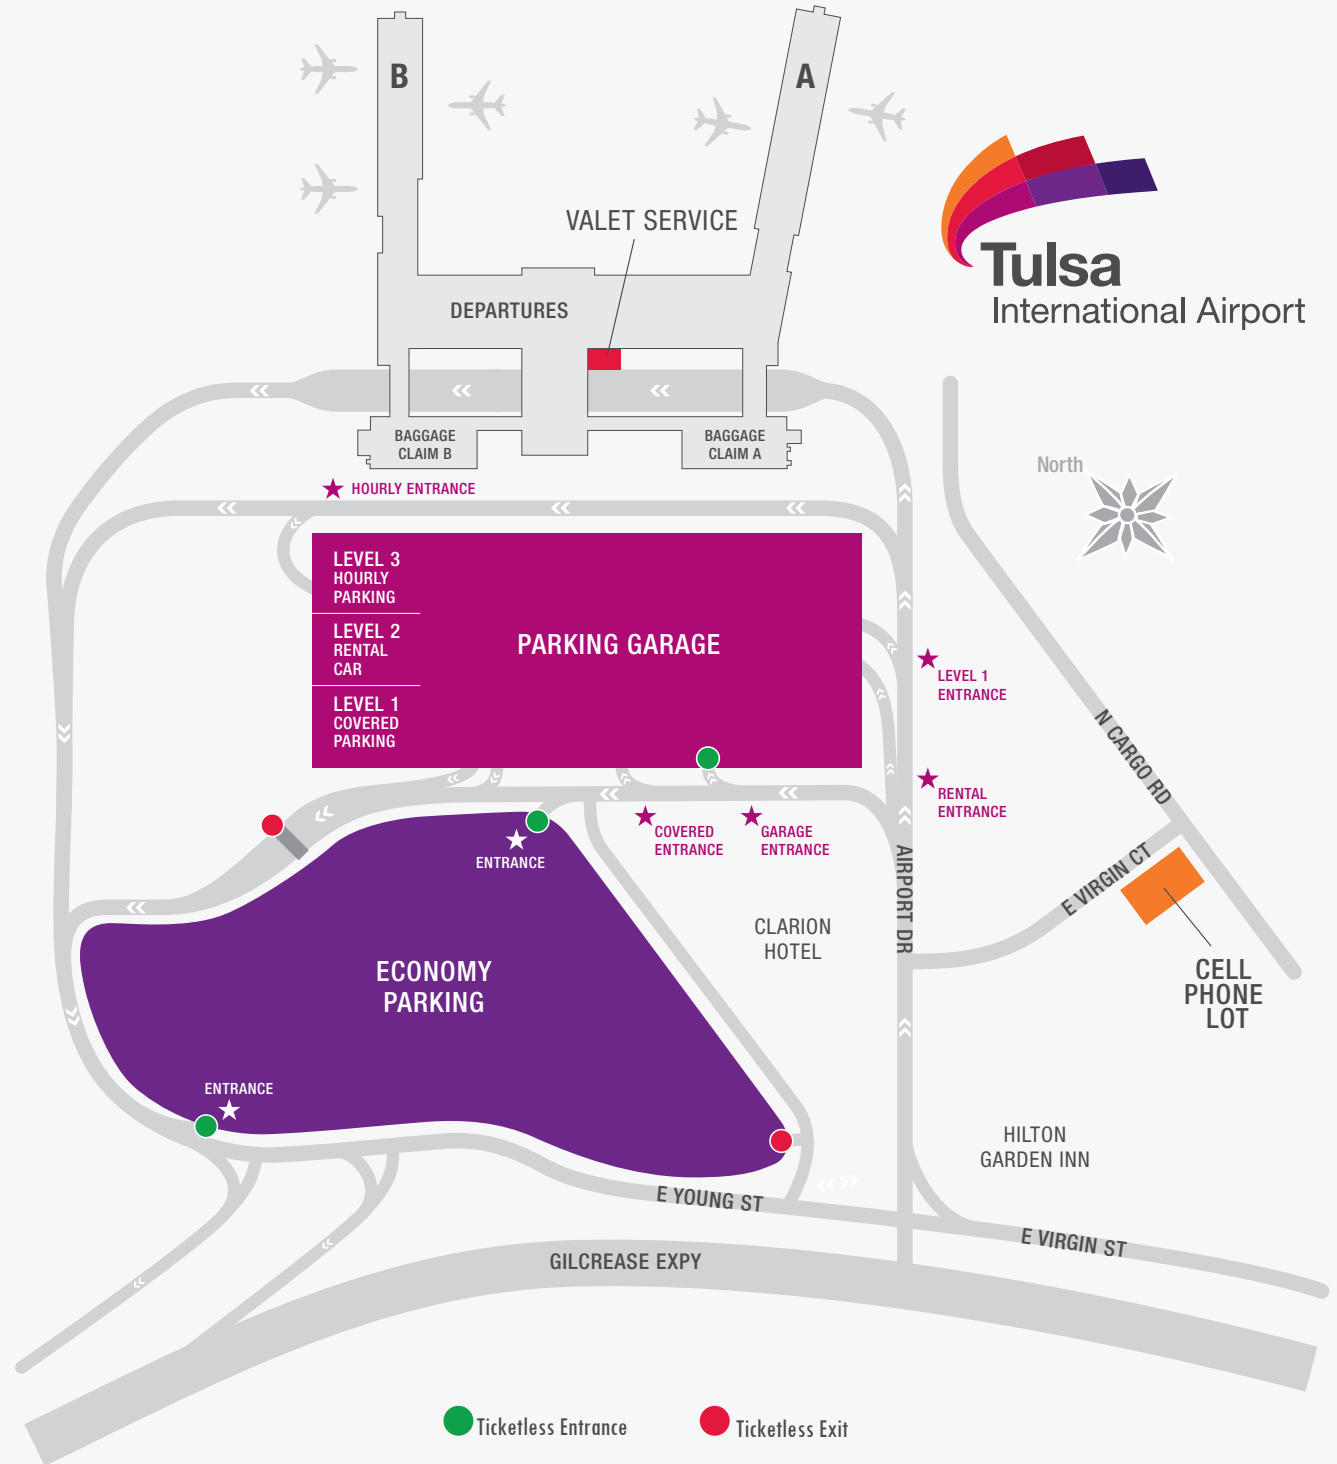 B
A
VALET SERVICE
Tulsa
International Airport
DEPARTURES
BAGGAGE
CLAIM B
BAGGAGE
CLAIM A
North
HOURLY ENTRANCE
LEVEL 3
HOURLY
PARKING
LEVEL 2
RENTAL
CAR
LEVEL 1
COVERED
PARKING
PARKING GARAGE
LEVEL 1
ENTRANCE
RENTAL
ENTRANCE
N CARGO RD
COVERED
ENTRANCE
GARAGE
ENTRANCE
ENTRANCE
AIRPORT DR
E VIRGIN CT
CLARION
HOTEL
CELL
PHONE
LOT
ECONOMY
PARKING
ENTRANCE
HILTON
GARDEN INN
E YOUNG ST
E VIRGIN ST
GILCREASE EXPY
Ticketless Entrance
Ticketless Exit